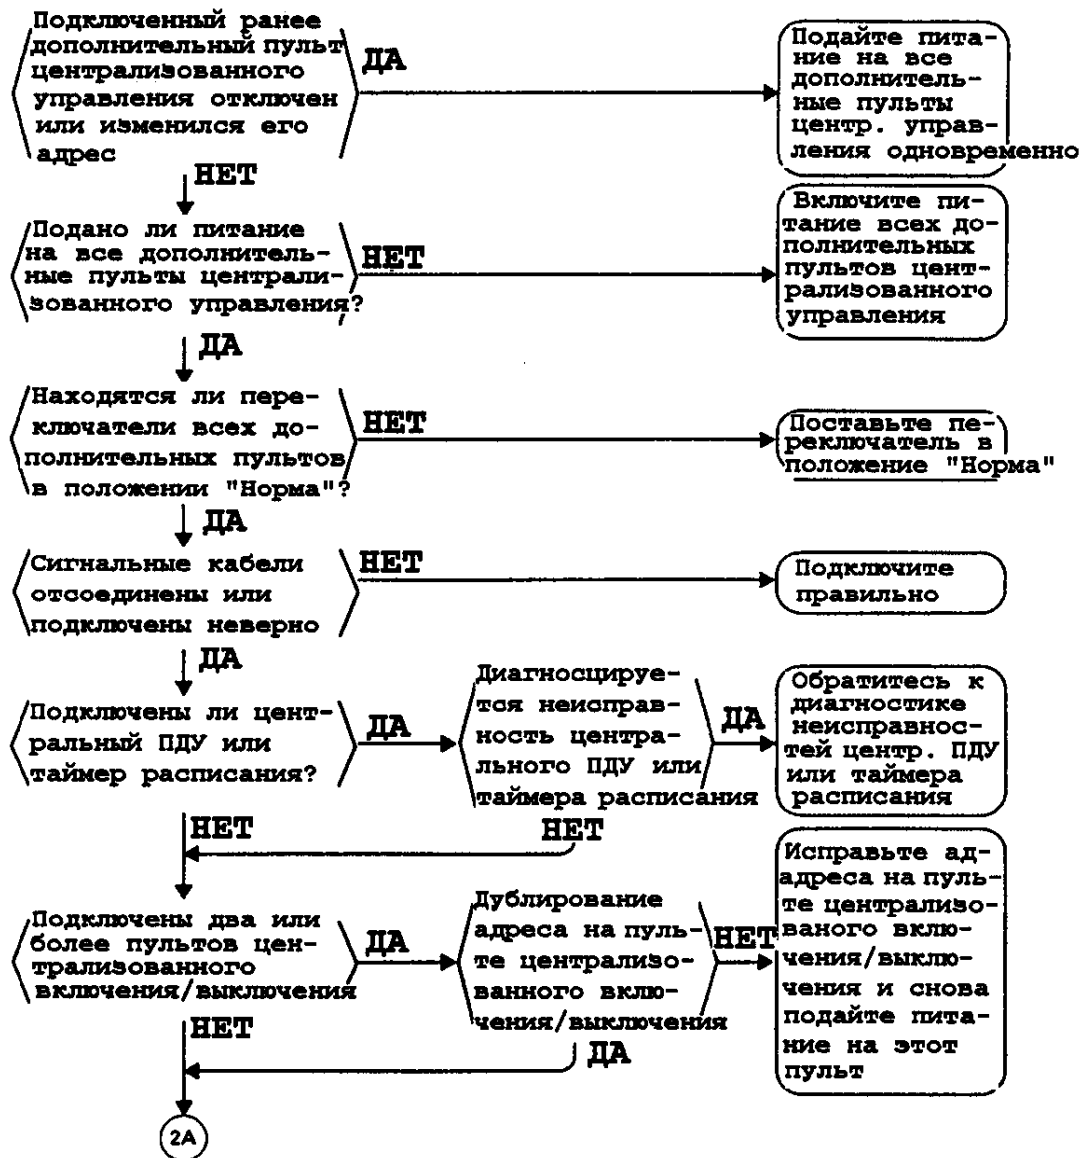 Подключенный ранее
дополнительный пульт
централизованного
управления отключен
или изменился его
адрес
ДА
Подайте пита-
ние на все
дополнитель-
ные пульты
центр. управ-
ления одновременно
НЕТ
Подано ли питание
на все дополнитель-
ные пульты централи-
зованного управления?
НЕТ
Включите пи-
тание всех до-
полнительных
пультов цент-
рализованного
управления
ДА
Находятся ли пере-
ключатели всех до-
полнительных пультов
в положении "Норма"?
НЕТ
Поставьте пе-
реключатель в
положение "Норма"
ДА
Сигнальные кабели
отсоединены или
подключены неверно
НЕТ
Подключите
правильно
ДА
Подключены ли цент-
ральный ПДУ или
таймер расписания?
ДА
Диагносцируе-
тся неисправ-
ность центра-
льного ПДУ или
таймера расписания
ДА
Обратитесь к
диагностике
неисправнос-
тей центр. ПДУ
или таймера
расписания
НЕТ
НЕТ
Подключены два или
более пультов цен-
трализованного
включения/выключения
ДА
Дублирование
адреса на пуль-
те централизо-
ванного вклю-
чения/выключения
НЕТ
Исправьте ад-
адреса на пуль-
те централизо-
ваного вклю-
чения/выклю-
чения и снова
подайте пита-
ние на этот
пульт
НЕТ
ДА
2A